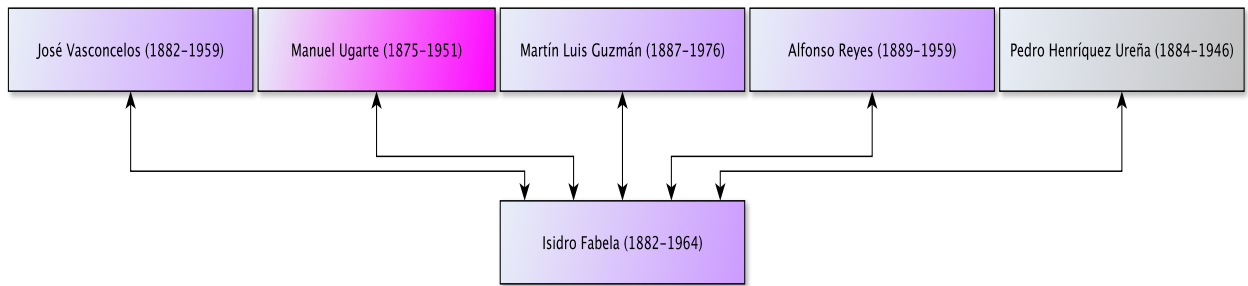 José Vasconcelos (1882–1959)
Manuel Ugarte (1875–1951)
Martín Luis Guzmán (1887–1976)
Alfonso Reyes (1889–1959)
Pedro Henríquez Ureña (1884–1946)
Isidro Fabela (1882–1964)